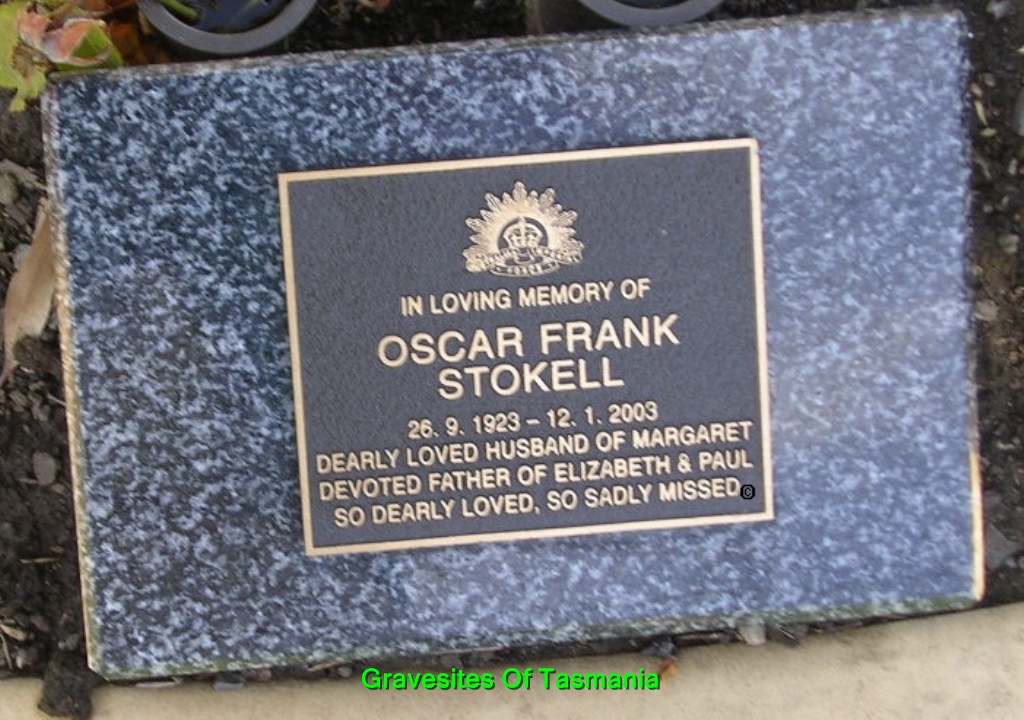 IN LOVING MEMORY OF
OSCAR FRANK
STOKELL
26. 9. 1923 – 12. 1. 2003
DEARLY LOVED HUSBAND OF MARGARET
DEVOTED FATHER OF ELIZABETH & PAUL
SO DEARLY LOVED, SO SADLY MISSED ©
Gravesites Of Tasmania